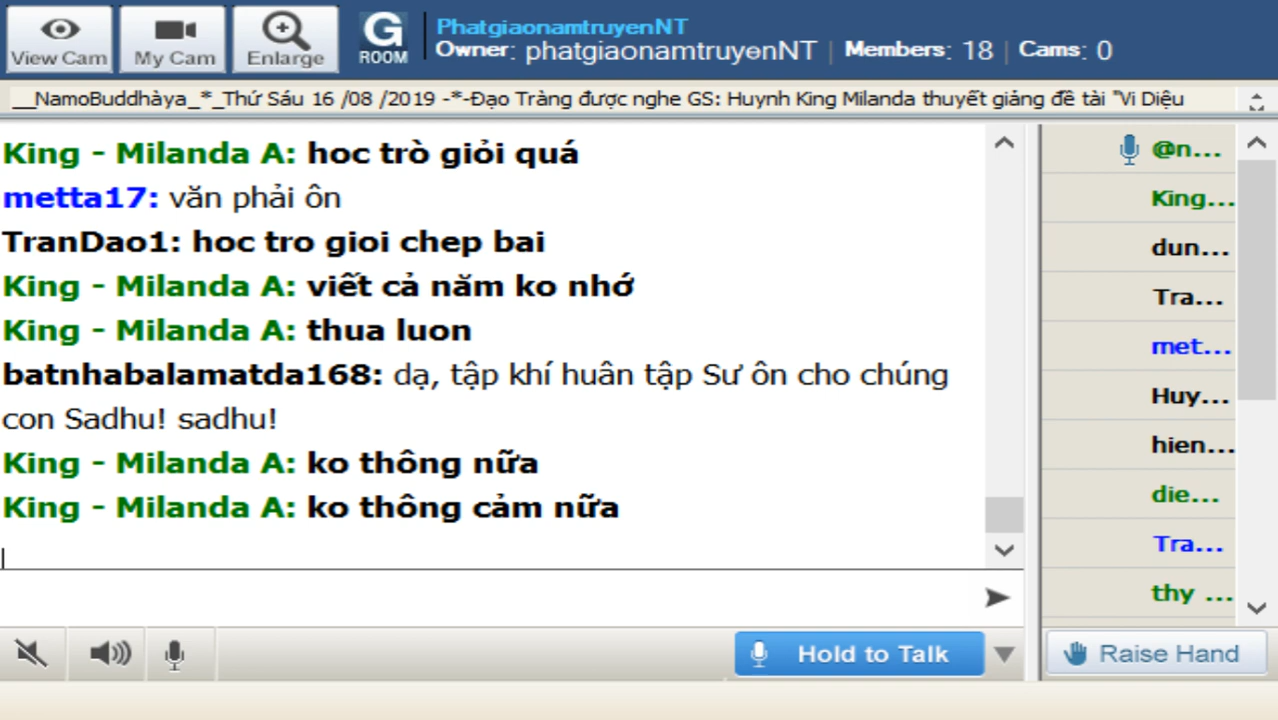 View Cam
My Cam
Enlarge
G
ROOM
PhatgiaonamtruyenNT
Owner: phatgiaonamtruyenNT | Members: 18 | Cams: 0
__NamoBuddhàya_*_Thứ Sáu 16 /08 /2019 -*-Đạo Tràng được nghe GS: Huynh King Milanda thuyết giảng đề tài "Vi Diệu
King - Milanda A: hoc trò giỏi quá
metta17: văn phải ôn
TranDao1: hoc tro gioi chep bai
King - Milanda A: viết cả năm ko nhớ
King - Milanda A: thua luon
batnhabalamatda168: dạ, tập khí huân tập Sư ôn cho chúng
con Sadhu! sadhu!
King - Milanda A: ko thông nữa
King - Milanda A: ko thông cảm nữa
@n...
King...
dun...
Tra...
met...
Huy...
hien...
die...
Tra...
thy ...
Hold to Talk
Raise Hand